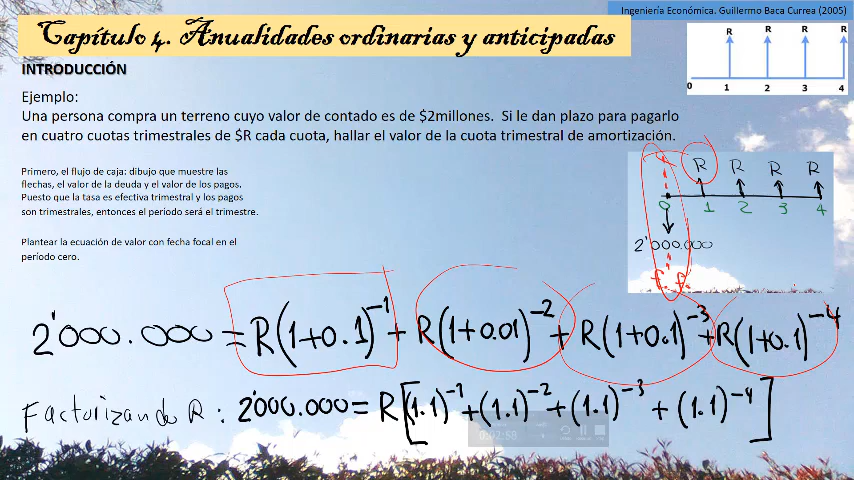 Ingeniería Económica. Guillermo Baca Currea (2005)
Capítulo 4. Anualidades ordinarias y anticipadas
R R R R
0 1 2 3 4
INTRODUCCIÓN
Ejemplo:
Una persona compra un terreno cuyo valor de contado es de $2millones. Si le dan plazo para pagarlo
en cuatro cuotas trimestrales de $R cada cuota, hallar el valor de la cuota trimestral de amortización.
Primero, el flujo de caja: dibujo que muestre las
flechas, el valor de la deuda y el valor de los pagos.
Puesto que la tasa es efectiva trimestral y los pagos
son trimestrales, entonces el período será el trimestre.
Plantear la ecuación de valor con fecha focal en el
período cero.
R R R R
0 1 2 3 4
2'000.000
f. f.
2'000.000 = R(1+0.1)^-1 + R(1+0.01)^-2 + R(1+0.1)^-3 + R(1+0.1)^-4
Factorizando R: 2'000.000 = R[(1.1)^-1 + (1.1)^-2 + (1.1)^-3 + (1.1)^-4]